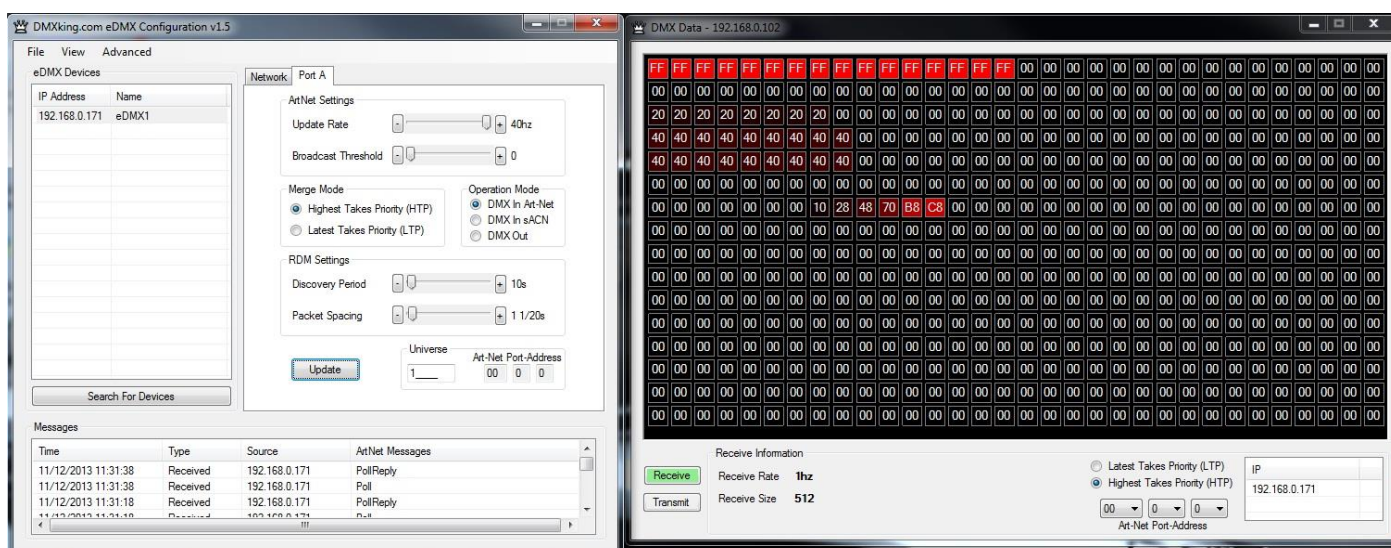 DMXking.com eDMX Configuration v1.5
File View Advanced
eDMX Devices
IP Address Name
192.168.0.171 eDMX1
Search For Devices
Network Port A
ArtNet Settings
Update Rate - + 40hz
Broadcast Threshold - + 0
Merge Mode
Highest Takes Priority (HTP)
Latest Takes Priority (LTP)
Operation Mode
DMX In Art-Net
DMX In sACN
DMX Out
RDM Settings
Discovery Period - + 10s
Packet Spacing - + 1 1/20s
Update
Universe
1____
Art-Net Port-Address
00 0 0
Messages
Time Type Source ArtNet Messages
11/12/2013 11:31:38 Received 192.168.0.171 PollReply
11/12/2013 11:31:38 Received 192.168.0.171 Poll
11/12/2013 11:31:18 Received 192.168.0.171 PollReply
11/12/2013 11:31:18 Received 192.168.0.171 Poll
DMX Data - 192.168.0.102
FF FF FF FF FF FF FF FF FF FF FF FF FF FF FF FF 00 00 00 00 00 00 00 00 00 00 00 00 00 00 00 00
00 00 00 00 00 00 00 00 00 00 00 00 00 00 00 00 00 00 00 00 00 00 00 00 00 00 00 00 00 00 00 00
20 20 20 20 20 20 20 20 00 00 00 00 00 00 00 00 00 00 00 00 00 00 00 00 00 00 00 00 00 00 00 00
40 40 40 40 40 40 40 40 40 00 00 00 00 00 00 00 00 00 00 00 00 00 00 00 00 00 00 00 00 00 00 00
40 40 40 40 40 40 40 40 40 00 00 00 00 00 00 00 00 00 00 00 00 00 00 00 00 00 00 00 00 00 00 00
00 00 00 00 00 00 00 00 00 00 00 00 00 00 00 00 00 00 00 00 00 00 00 00 00 00 00 00 00 00 00 00
00 00 00 00 00 00 00 10 28 48 70 B8 C8 00 00 00 00 00 00 00 00 00 00 00 00 00 00 00 00 00 00 00
00 00 00 00 00 00 00 00 00 00 00 00 00 00 00 00 00 00 00 00 00 00 00 00 00 00 00 00 00 00 00 00
00 00 00 00 00 00 00 00 00 00 00 00 00 00 00 00 00 00 00 00 00 00 00 00 00 00 00 00 00 00 00 00
00 00 00 00 00 00 00 00 00 00 00 00 00 00 00 00 00 00 00 00 00 00 00 00 00 00 00 00 00 00 00 00
00 00 00 00 00 00 00 00 00 00 00 00 00 00 00 00 00 00 00 00 00 00 00 00 00 00 00 00 00 00 00 00
00 00 00 00 00 00 00 00 00 00 00 00 00 00 00 00 00 00 00 00 00 00 00 00 00 00 00 00 00 00 00 00
00 00 00 00 00 00 00 00 00 00 00 00 00 00 00 00 00 00 00 00 00 00 00 00 00 00 00 00 00 00 00 00
00 00 00 00 00 00 00 00 00 00 00 00 00 00 00 00 00 00 00 00 00 00 00 00 00 00 00 00 00 00 00 00
00 00 00 00 00 00 00 00 00 00 00 00 00 00 00 00 00 00 00 00 00 00 00 00 00 00 00 00 00 00 00 00
00 00 00 00 00 00 00 00 00 00 00 00 00 00 00 00 00 00 00 00 00 00 00 00 00 00 00 00 00 00 00 00
Receive
Transmit
Receive Information
Receive Rate 1hz
Receive Size 512
Latest Takes Priority (LTP)
Highest Takes Priority (HTP)
00 0 0
Art-Net Port-Address
IP
192.168.0.171